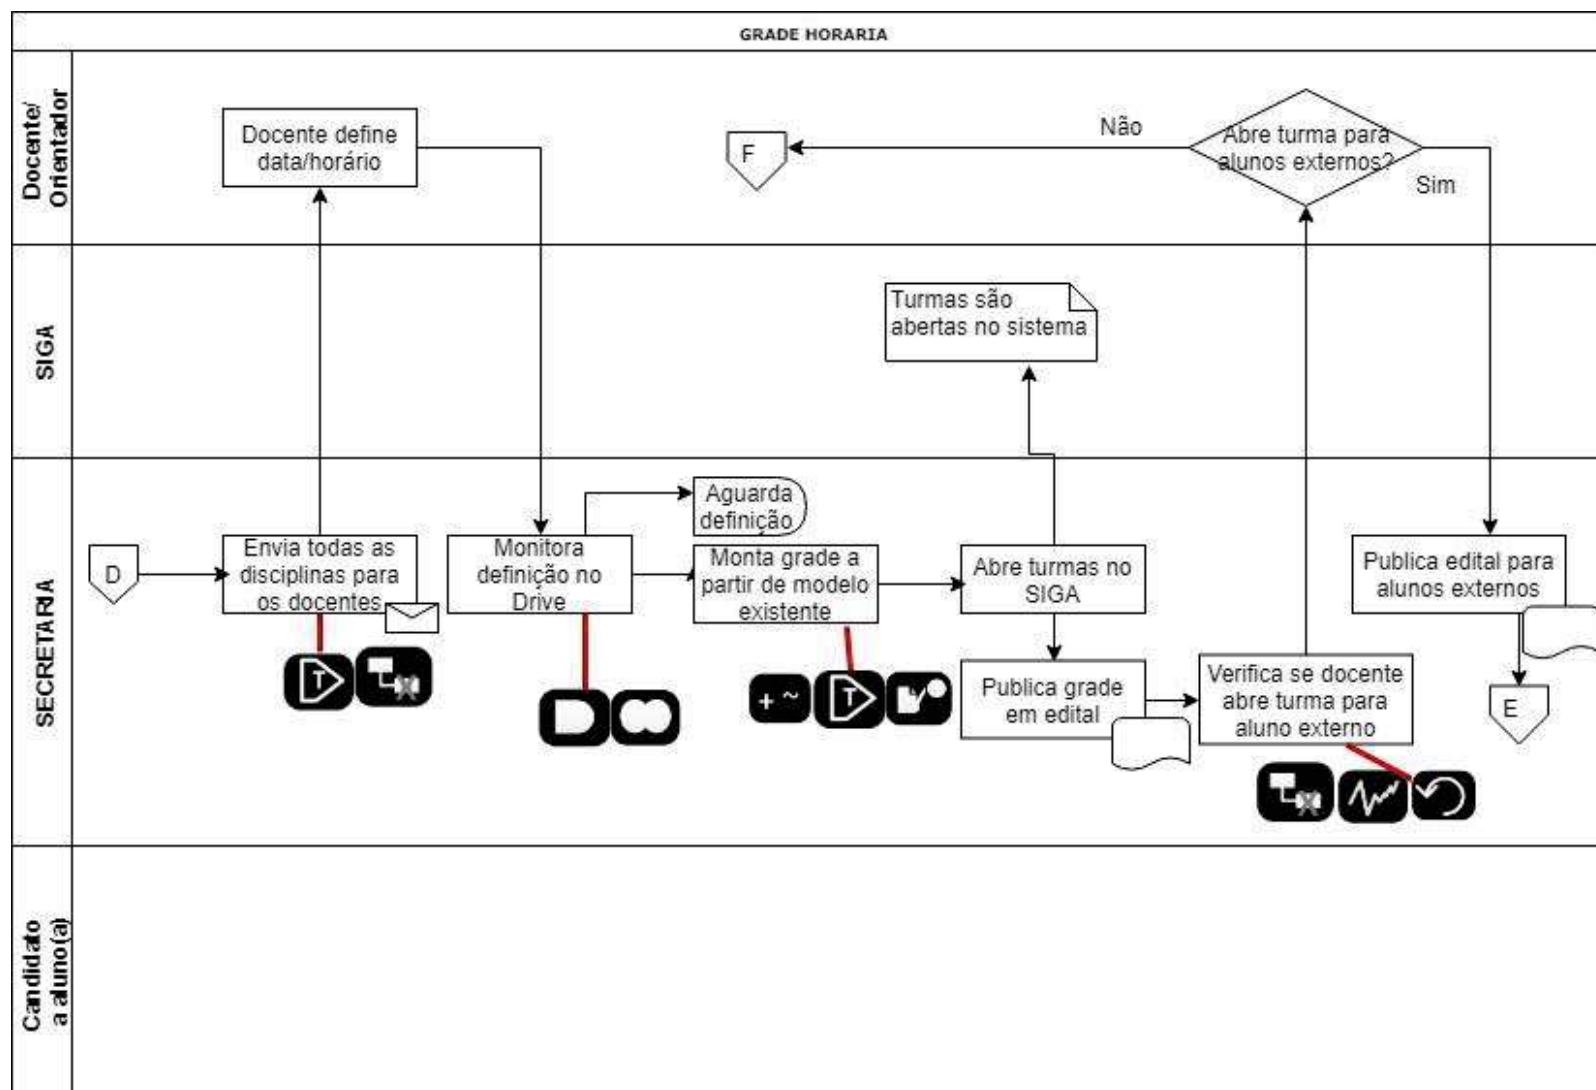 GRADE HORARIA
Docente/
Orientador
Docente define
data/horário
F
Não
Abre turma para
alunos externos?
Sim
SIGA
Turmas são
abertas no sistema
SECRETARIA
D
Envia todas as
disciplinas para
os docentes
T
Monitora
definição no
Drive
Aguarda
definição
Monta grade a
partir de modelo
existente
+ ~
T
Abre turmas no
SIGA
Publica grade
em edital
Verifica se docente
abre turma para
aluno externo
Publica edital para
alunos externos
E
Candidato
a aluno(a)